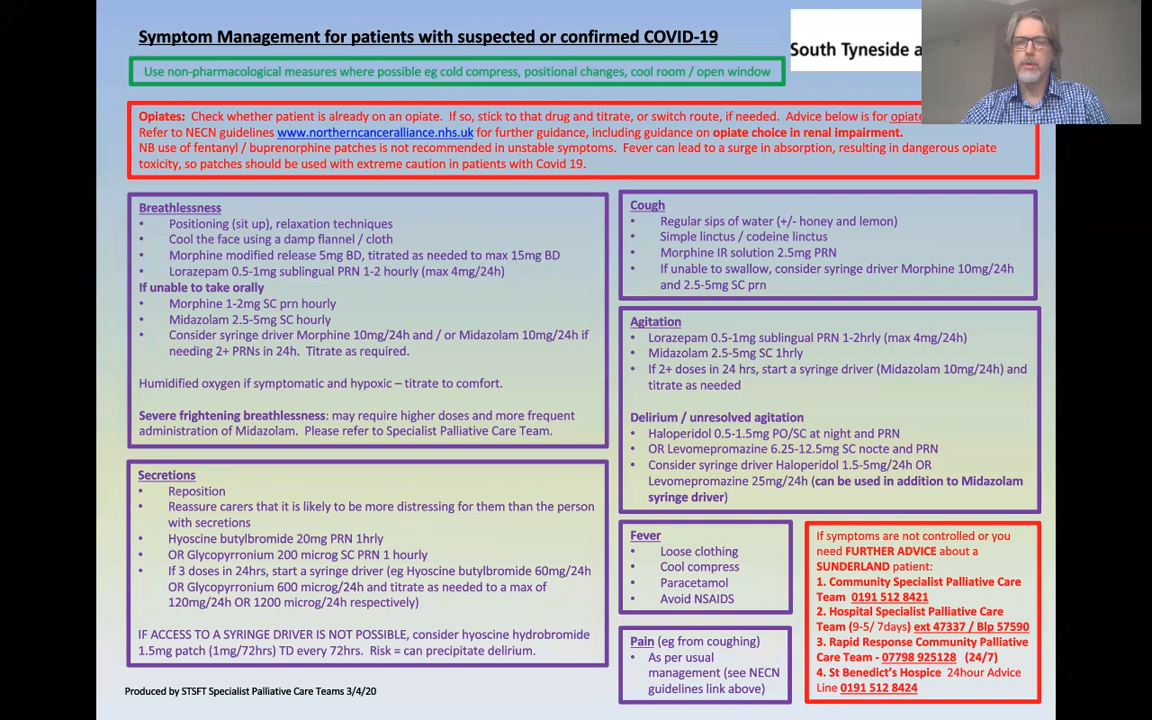 Symptom Management for patients with suspected or confirmed COVID-19
South Tyneside a
Use non-pharmacological measures where possible eg cold compress, positional changes, cool room / open window
Opiates: Check whether patient is already on an opiate. If so, stick to that drug and titrate, or switch route, if needed. Advice below is for opiate
Refer to NECN guidelines www.northerncanceralliance.nhs.uk for further guidance, including guidance on opiate choice in renal impairment.
NB use of fentanyl / buprenorphine patches is not recommended in unstable symptoms. Fever can lead to a surge in absorption, resulting in dangerous opiate
toxicity, so patches should be used with extreme caution in patients with Covid 19.
Breathlessness
• Positioning (sit up), relaxation techniques
• Cool the face using a damp flannel / cloth
• Morphine modified release 5mg BD, titrated as needed to max 15mg BD
• Lorazepam 0.5-1mg sublingual PRN 1-2 hourly (max 4mg/24h)
If unable to take orally
• Morphine 1-2mg SC prn hourly
• Midazolam 2.5-5mg SC hourly
• Consider syringe driver Morphine 10mg/24h and / or Midazolam 10mg/24h if
needing 2+ PRNs in 24h. Titrate as required.
Humidified oxygen if symptomatic and hypoxic – titrate to comfort.
Severe frightening breathlessness: may require higher doses and more frequent
administration of Midazolam. Please refer to Specialist Palliative Care Team.
Secretions
• Reposition
• Reassure carers that it is likely to be more distressing for them than the person
with secretions
• Hyoscine butylbromide 20mg PRN 1hrly
• OR Glycopyrronium 200 microg SC PRN 1 hourly
• If 3 doses in 24hrs, start a syringe driver (eg Hyoscine butylbromide 60mg/24h
OR Glycopyrronium 600 microg/24h and titrate as needed to a max of
120mg/24h OR 1200 microg/24h respectively)
IF ACCESS TO A SYRINGE DRIVER IS NOT POSSIBLE, consider hyoscine hydrobromide
1.5mg patch (1mg/72hrs) TD every 72hrs. Risk = can precipitate delirium.
Produced by STSFT Specialist Palliative Care Teams 3/4/20
Cough
• Regular sips of water (+/- honey and lemon)
• Simple linctus / codeine linctus
• Morphine IR solution 2.5mg PRN
• If unable to swallow, consider syringe driver Morphine 10mg/24h
and 2.5-5mg SC prn
Agitation
• Lorazepam 0.5-1mg sublingual PRN 1-2hrly (max 4mg/24h)
• Midazolam 2.5-5mg SC 1hrly
• If 2+ doses in 24 hrs, start a syringe driver (Midazolam 10mg/24h) and
titrate as needed
Delirium / unresolved agitation
• Haloperidol 0.5-1.5mg PO/SC at night and PRN
• OR Levomepromazine 6.25-12.5mg SC nocte and PRN
• Consider syringe driver Haloperidol 1.5-5mg/24h OR
Levomepromazine 25mg/24h (can be used in addition to Midazolam
syringe driver)
Fever
• Loose clothing
• Cool compress
• Paracetamol
• Avoid NSAIDS
Pain (eg from coughing)
• As per usual
management (see NECN
guidelines link above)
If symptoms are not controlled or you
need FURTHER ADVICE about a
SUNDERLAND patient:
1. Community Specialist Palliative Care
Team 0191 512 8421
2. Hospital Specialist Palliative Care
Team (9-5/ 7days) ext 47337 / Blp 57590
3. Rapid Response Community Palliative
Care Team - 07798 925128 (24/7)
4. St Benedict's Hospice 24hour Advice
Line 0191 512 8424